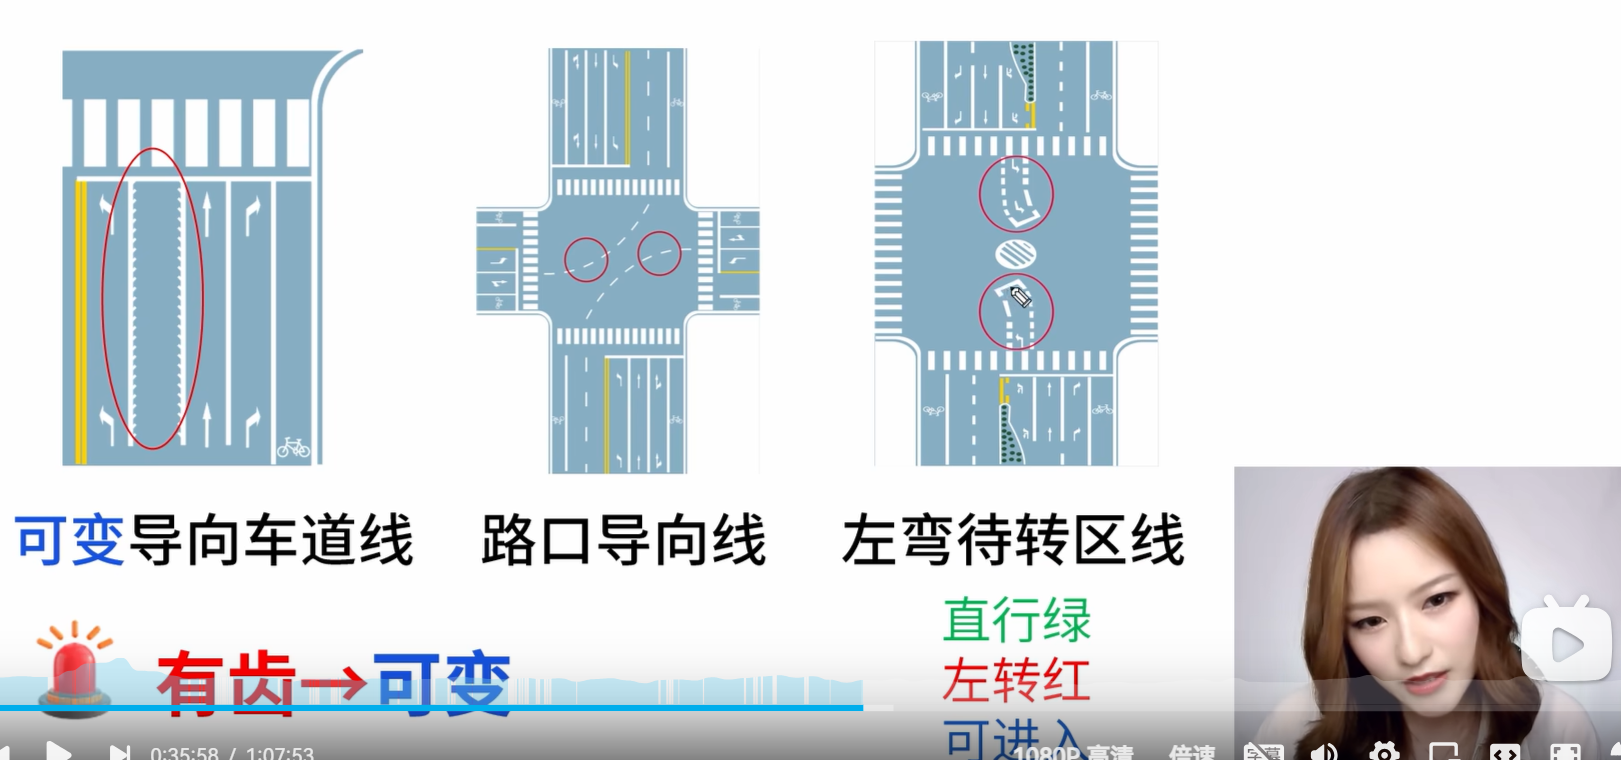 可变导向车道线
路口导向线
左弯待转区线
有齿→可变
直行绿
左转红
可进入
0:35:58 / 1:07:53
1080P 高清
倍速
字幕